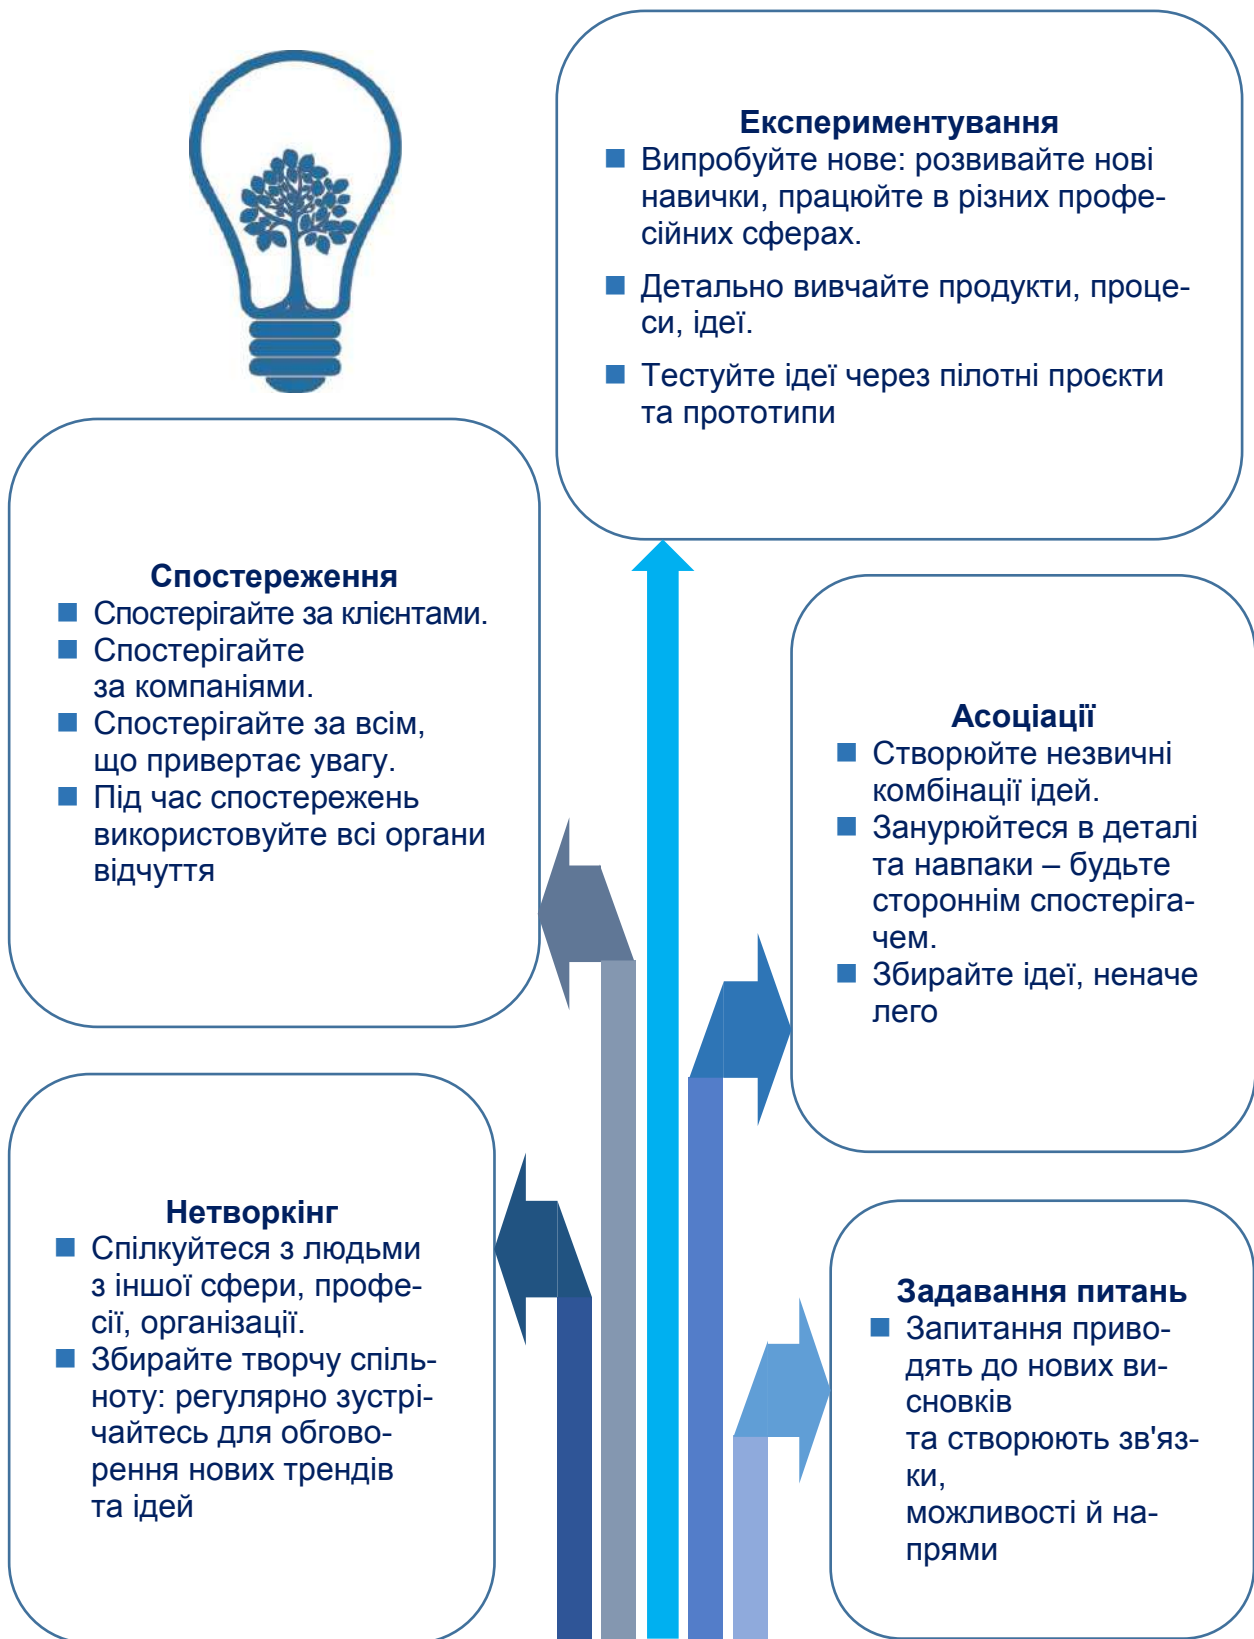 Експериментування
Випробуйте нове: розвивайте нові
навички, працюйте в різних профе-
сійних сферах.
Детально вивчайте продукти, проце-
си, ідеї.
Тестуйте ідеї через пілотні проєкти
та прототипи
Спостереження
Спостерігайте за клієнтами.
Спостерігайте
за компаніями.
Спостерігайте за всім,
що привертає увагу.
Під час спостережень
використовуйте всі органи
відчуття
Асоціації
Створюйте незвичні
комбінації ідей.
Занурюйтеся в деталі
та навпаки – будьте
стороннім спостеріга-
чем.
Збирайте ідеї, неначе
лего
Нетворкінг
Спілкуйтеся з людьми
з іншої сфери, профе-
сії, організації.
Збирайте творчу спіль-
ноту: регулярно зустрі-
чайтесь для обгово-
рення нових трендів
та ідей
Задавання питань
Запитання приво-
дять до нових ви-
сновків
та створюють зв'яз-
ки,
можливості й на-
прями